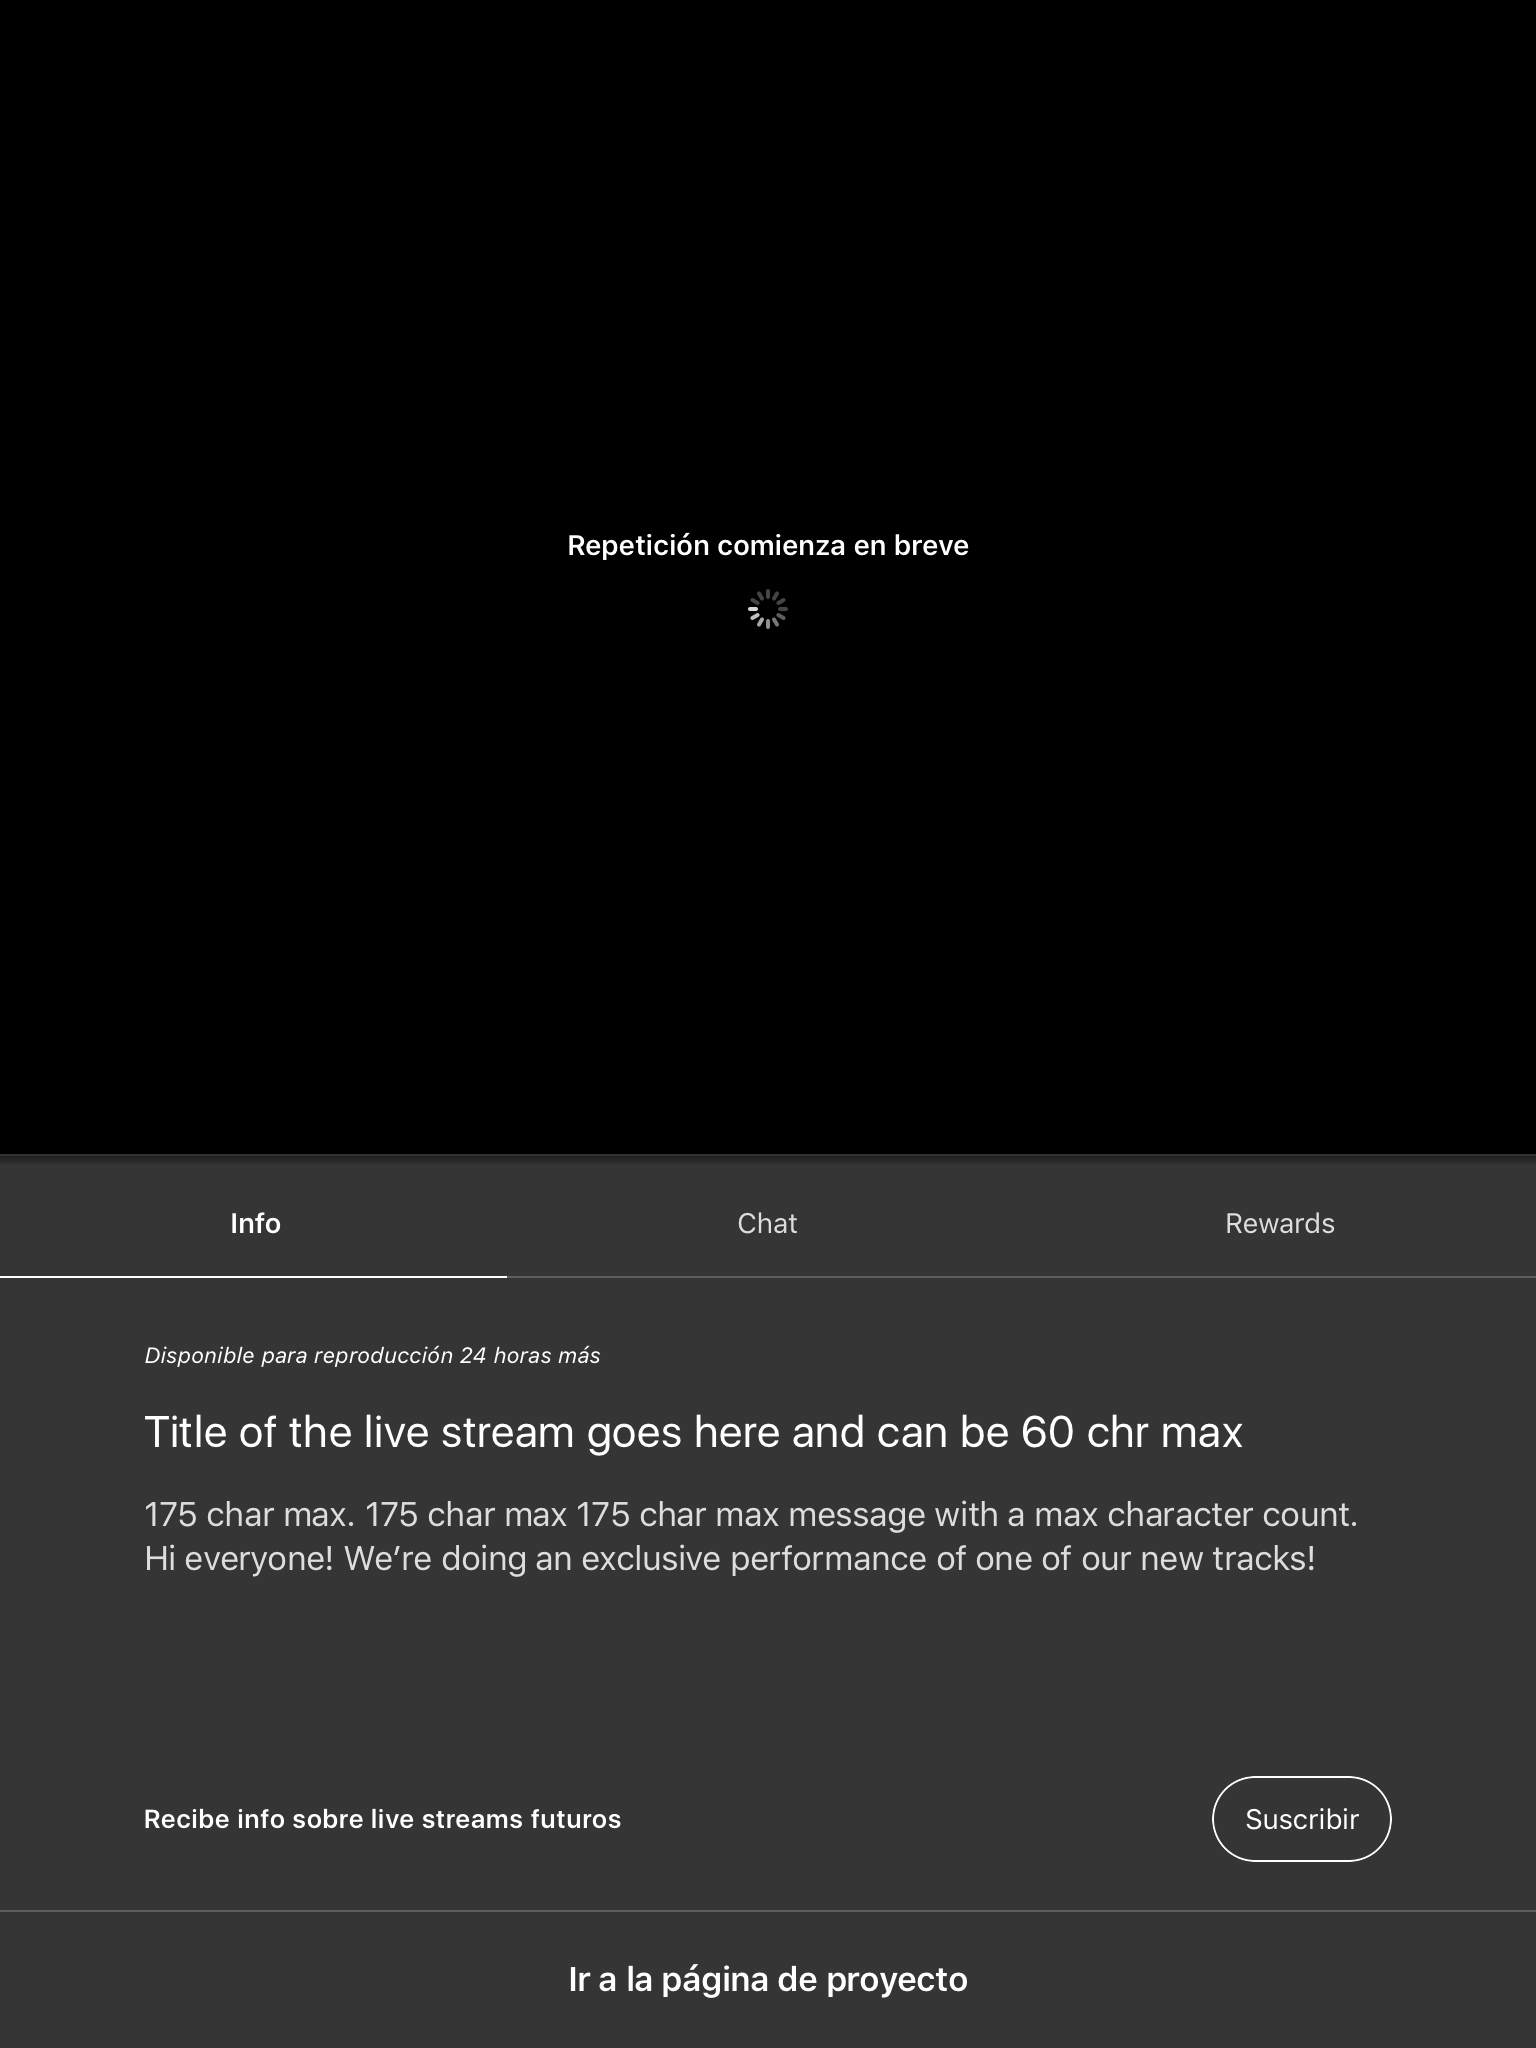 Repetición comienza en breve
Info
Chat
Rewards
Disponible para reproducción 24 horas más
Title of the live stream goes here and can be 60 chr max
175 char max. 175 char max 175 char max message with a max character count.
Hi everyone! We’re doing an exclusive performance of one of our new tracks!
Recibe info sobre live streams futuros
Suscribir
Ir a la página de proyecto